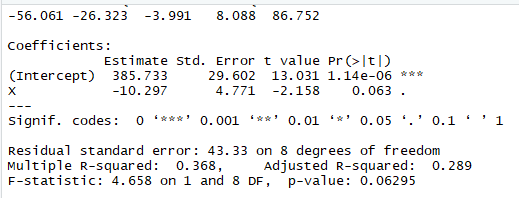 -56.061 -26.323  -3.991   8.088  86.752
Coefficients:
            Estimate Std. Error t value Pr(>|t|)
(Intercept)  385.733     29.602  13.031 1.14e-06 ***
X            -10.297      4.771  -2.158    0.063 .
---
Signif. codes:  0 ‘***’ 0.001 ‘**’ 0.01 ‘*’ 0.05 ‘.’ 0.1 ‘ ’ 1
Residual standard error: 43.33 on 8 degrees of freedom
Multiple R-squared:  0.368,	Adjusted R-squared:  0.289
F-statistic: 4.658 on 1 and 8 DF,  p-value: 0.06295